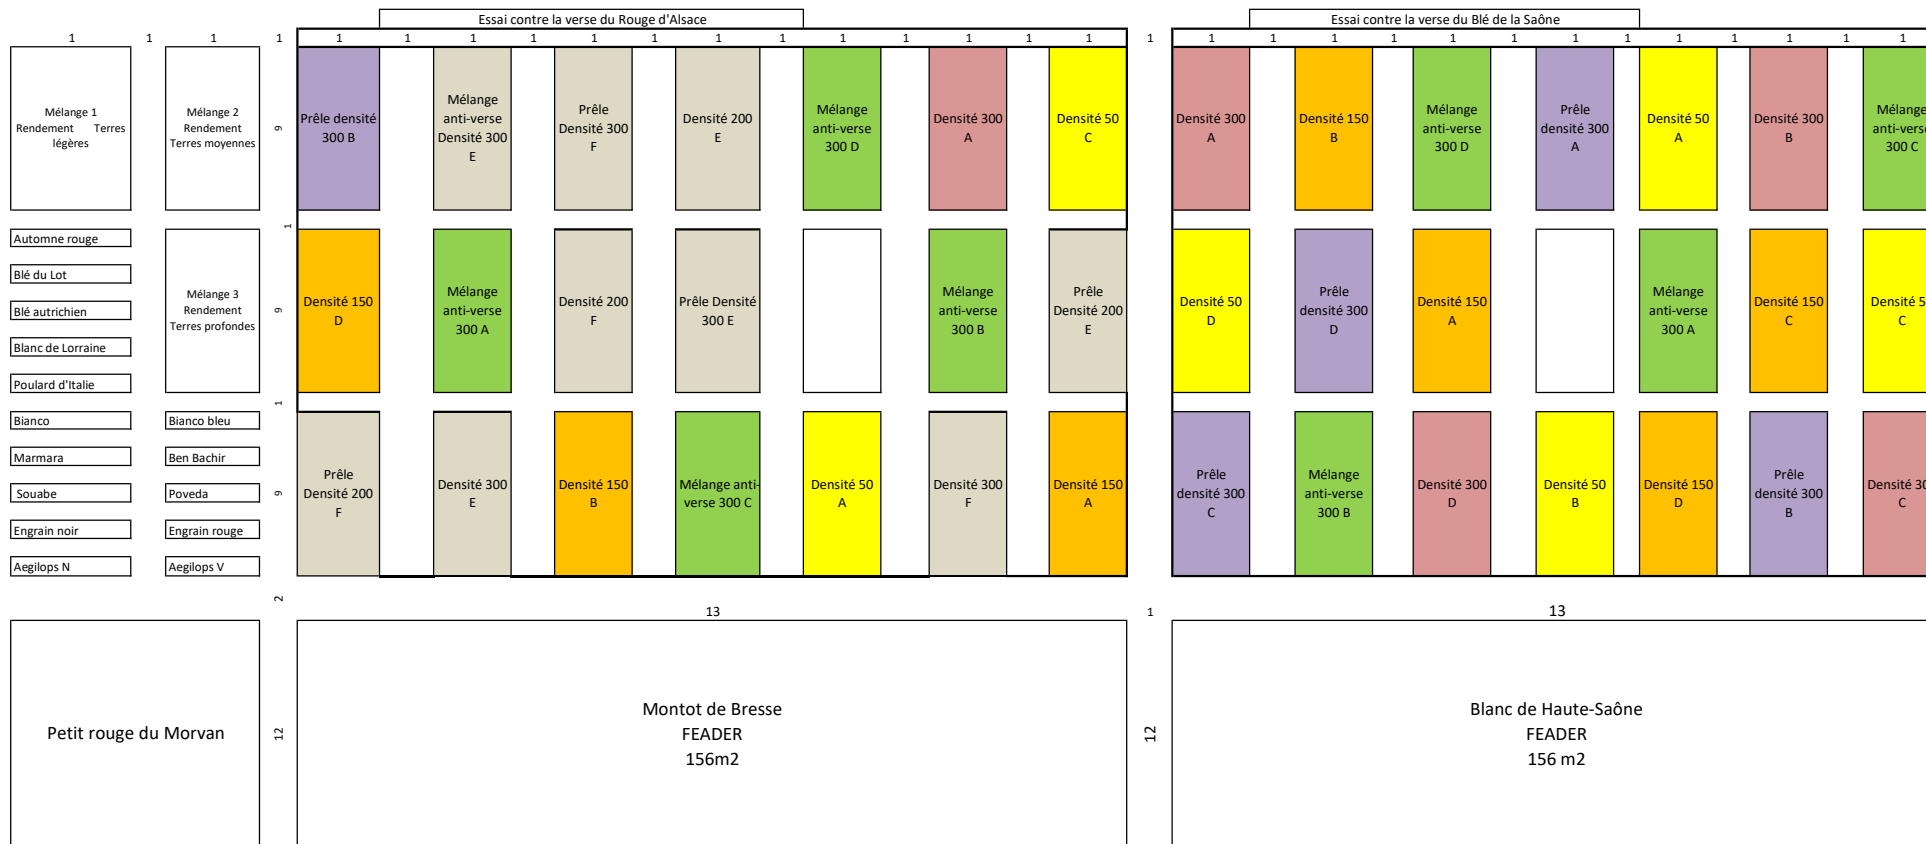 Essai contre la verse du Rouge d'Alsace
Essai contre la verse du Blé de la Saône
1 1 1 1 1 1 1 1 1 1 1 1 1 1 1 1 1 1 1 1 1 1 1 1 1 1 1 1 1 1 1
Mélange 1
Rendement Terres
légères
Mélange 2
Rendement
Terres moyennes
9
Prêle densité
300 B
Mélange
anti-verse
Densité 300
E
Prêle
Densité 300
F
Densité 200
E
Mélange
anti-verse
300 D
Densité 300
A
Densité 50
C
Densité 300
A
Densité 150
B
Mélange
anti-verse
300 D
Prêle
densité 300
A
Densité 50
A
Densité 300
B
Mélange
anti-verse
300 C
1
Automne rouge
Blé du Lot
Blé autrichien
Blanc de Lorraine
Poulard d'Italie
Mélange 3
Rendement
Terres profondes
9
Densité 150
D
Mélange
anti-verse
300 A
Densité 200
F
Prêle Densité
300 E
Mélange
anti-verse
300 B
Prêle
Densité 200
E
Densité 50
D
Prêle
densité 300
D
Densité 150
A
Mélange
anti-verse
300 A
Densité 150
C
Densité 5
C
1
Bianco
Bianco bleu
Marmara
Ben Bachir
Souabe
Poveda
Engrain noir
Engrain rouge
Aegilops N
Aegilops V
9
Prêle
Densité 200
F
Densité 300
E
Densité 150
B
Mélange anti-
verse 300 C
Densité 50
A
Densité 300
F
Densité 150
A
Prêle
densité 300
C
Mélange
anti-verse
300 B
Densité 300
D
Densité 50
B
Densité 150
D
Prêle
densité 300
B
Densité 30
C
2
13
1
13
Petit rouge du Morvan
12
Montot de Bresse
FEADER
156m2
12
Blanc de Haute-Saône
FEADER
156 m2